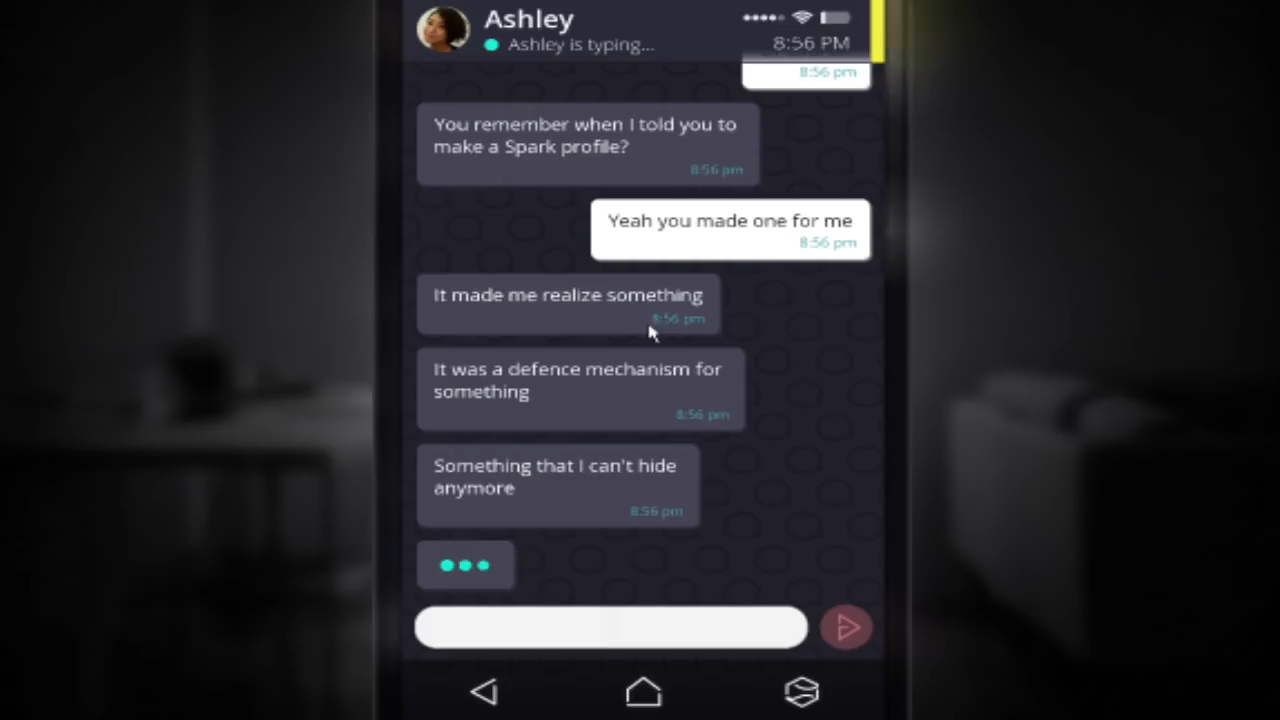 Ashley
Ashley is typing...
8:56 PM
8:56 pm
You remember when I told you to
make a Spark profile?
8:56 pm
Yeah you made one for me
8:56 pm
It made me realize something
8:56 pm
It was a defence mechanism for
something
8:56 pm
Something that I can't hide
anymore
8:56 pm